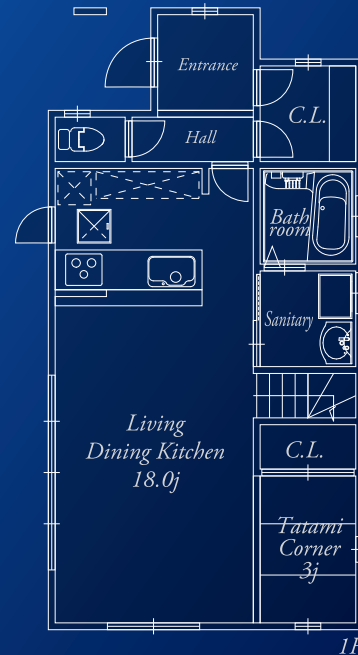 Entrance
C.L.
Hall
Bath
room
Sanitary
Living
Dining Kitchen
18.0j
C.L.
Tatami
Corner
3j